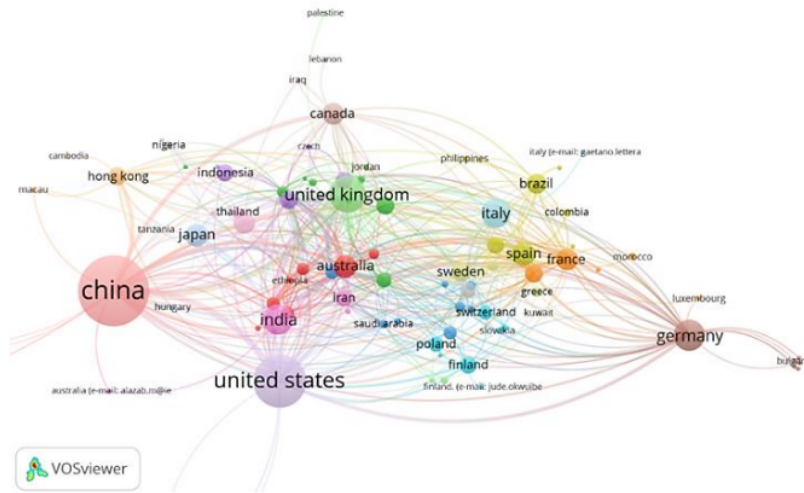 palestine
lebanon
iraq
canada
nigeria
czech
cambodia
jordan
philippines
italy (e-mail: gaetano.lettera
hong kong
indonesia
macau
united kingdom
brazil
thailand
italy
colombia
tanzania
japan
spain
france
morocco
australia
sweden
ethiopia
china
iran
greece
luxembourg
hungary
india
switzerland
kuwait
saudi arabia
slovakia
germany
poland
finland
united states
australia (e-mail: alazab.m@ie
finland. (e-mail: jude.okwuibe
VOSviewer